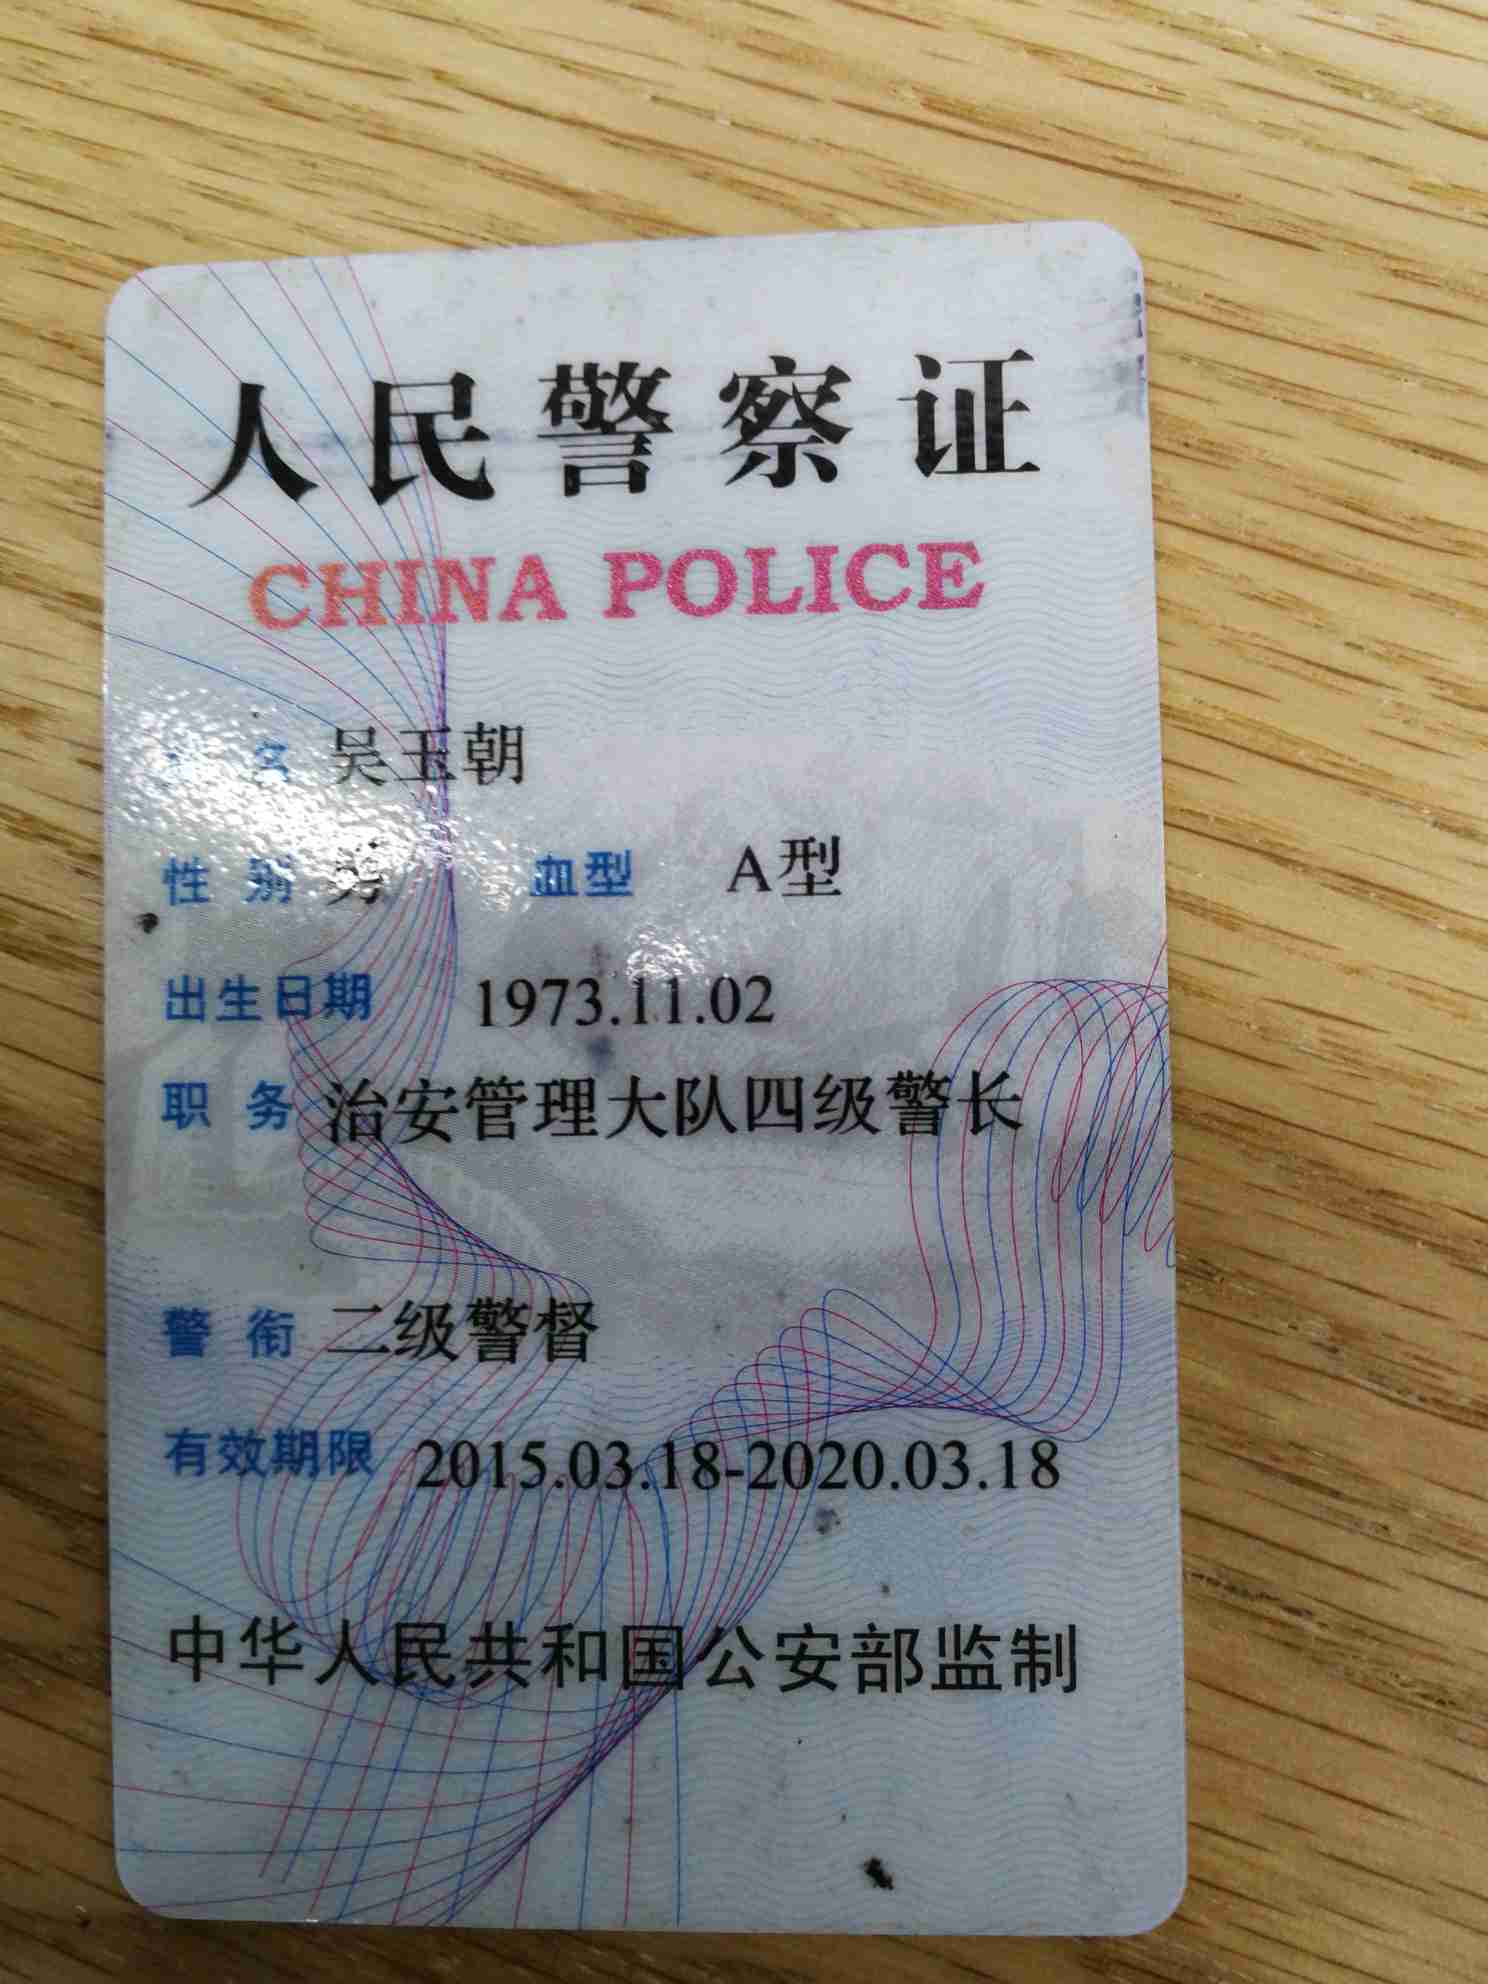 人民警察证
CHINA POLICE
姓 名 吴玉朝
性 别 男 血型 A型
出生日期 1973.11.02
职 务 治安管理大队四级警长
警 衔 二级警督
有效期限 2015.03.18-2020.03.18
中华人民共和国公安部监制